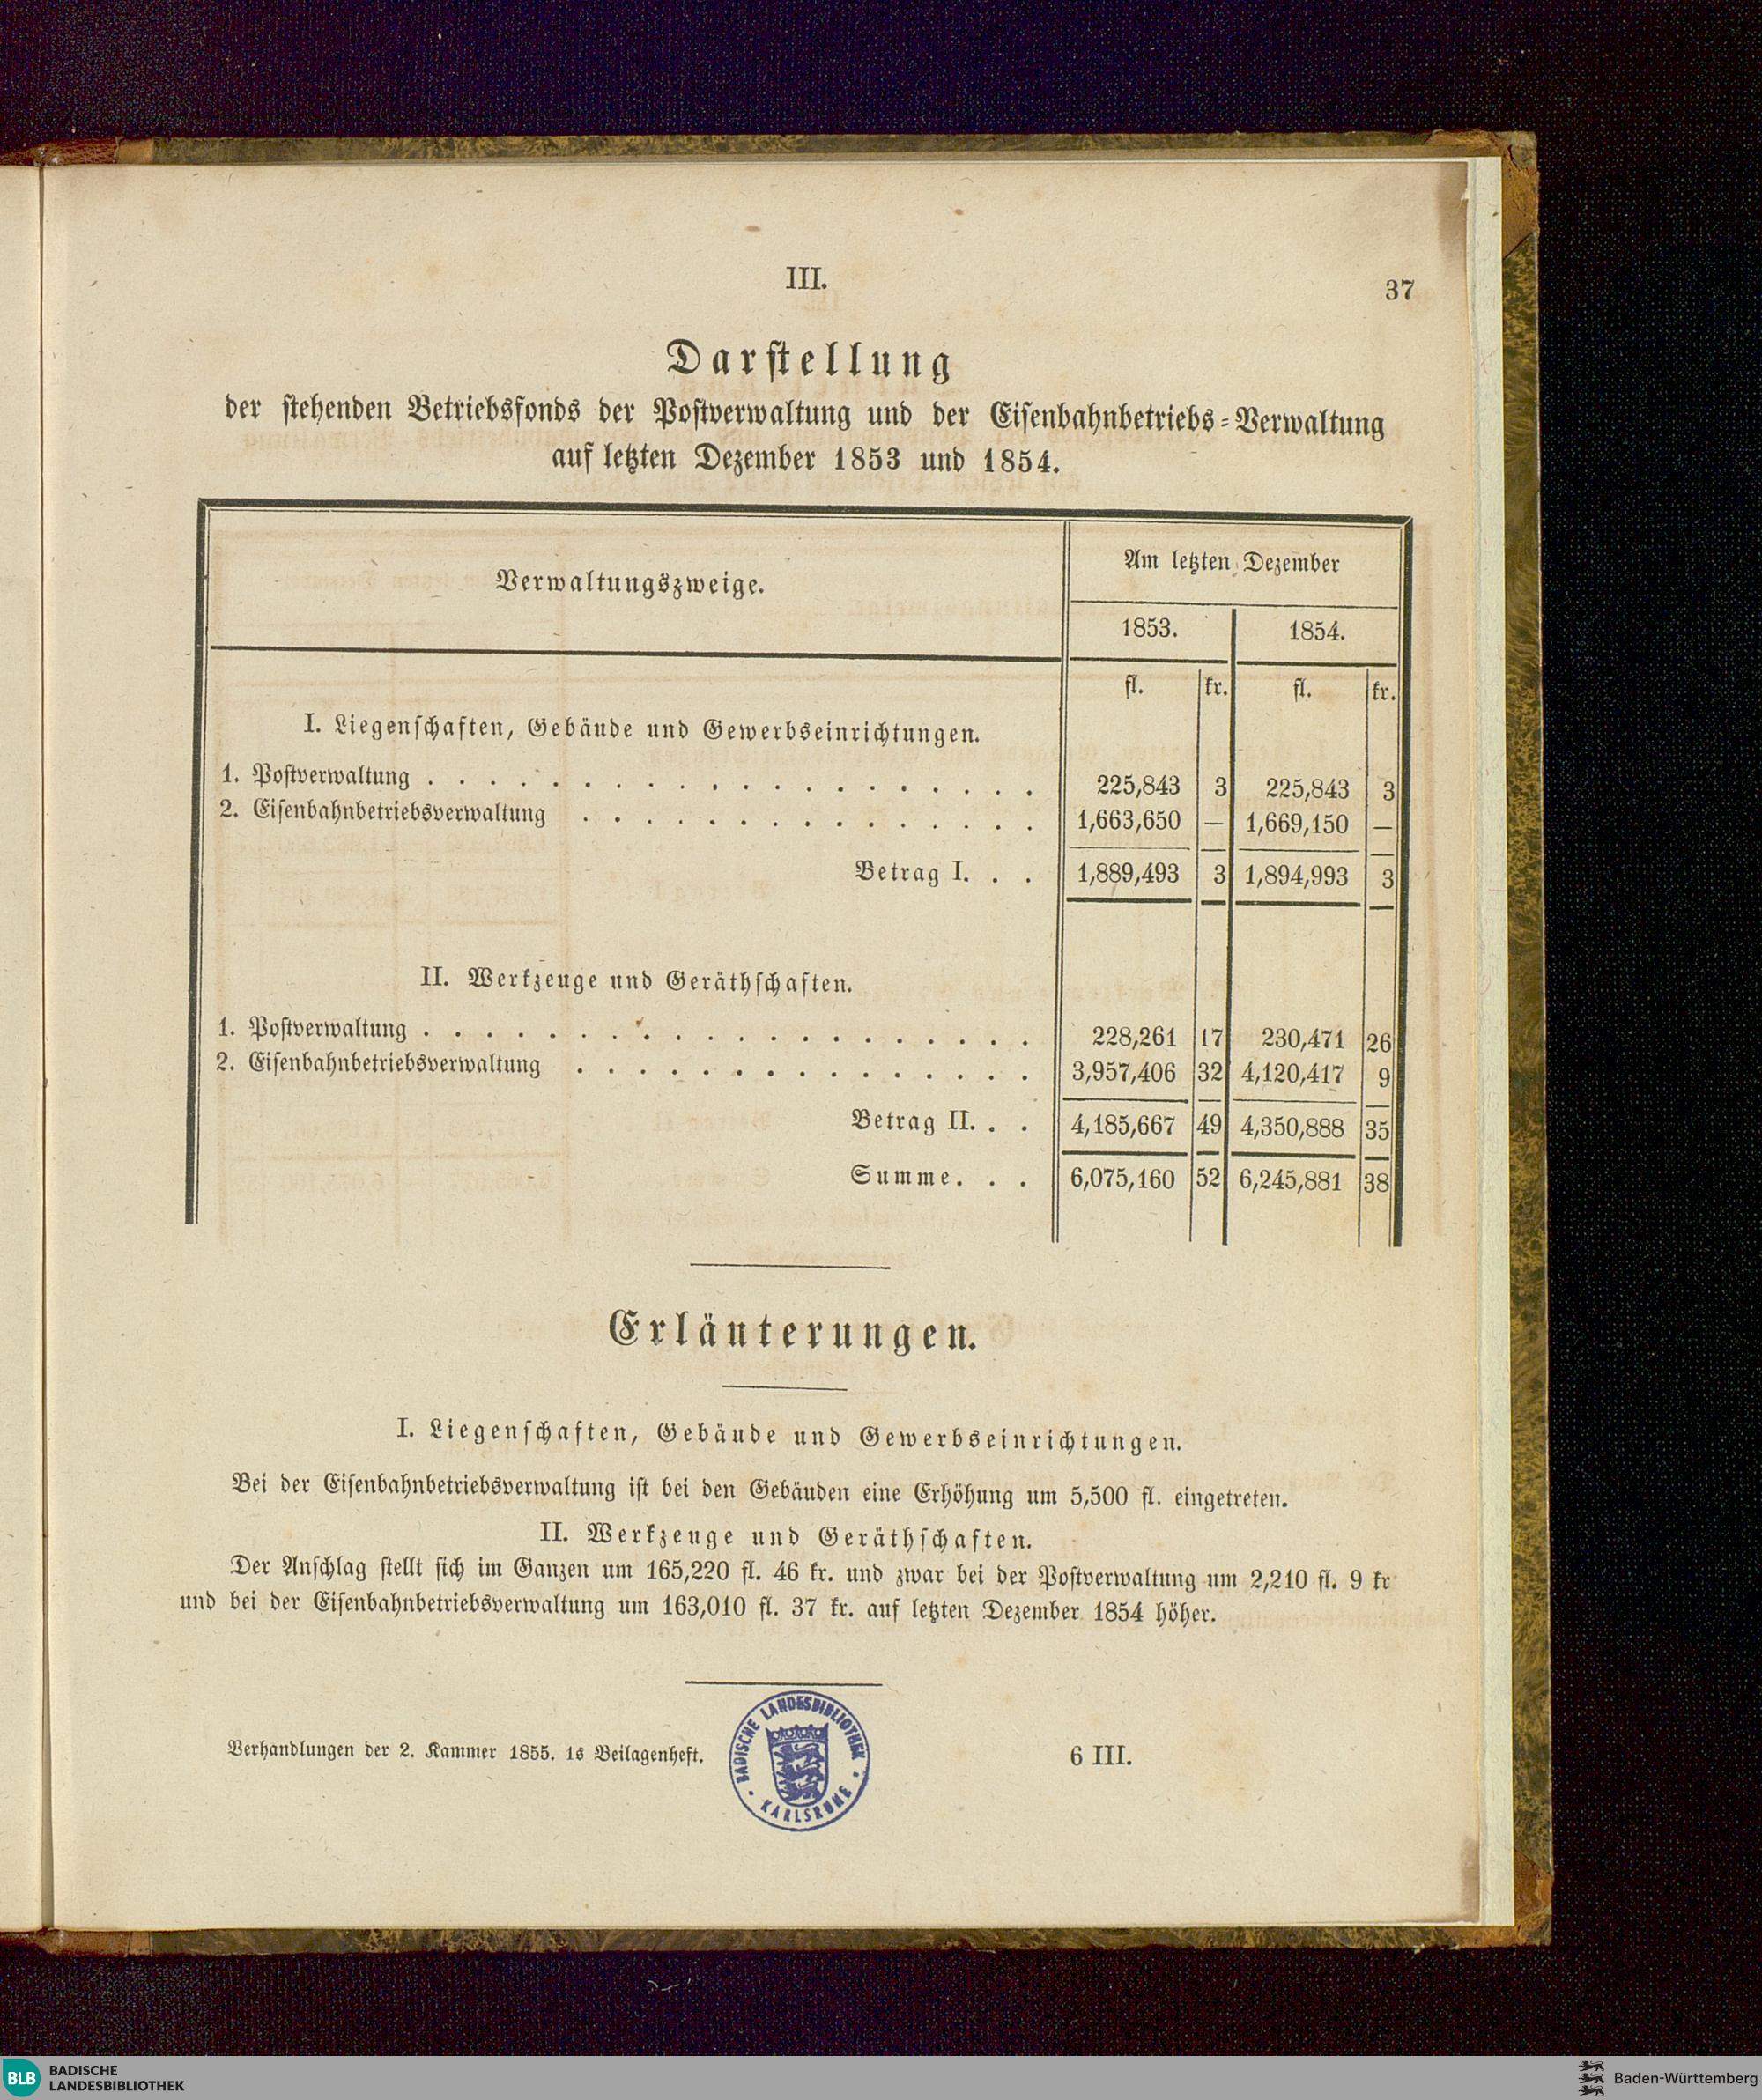 III.
37
Darstellung
der stehenden Betriebsfonds der Postverwaltung und der Eisenbahnbetriebs-Verwaltung
auf letzten Dezember 1853 und 1854.
Verwaltungszweige.
Am letzten Dezember
1853. 1854.
fl. kr. fl. kr.
I. Liegenschaften, Gebäude und Gewerbseinrichtungen.
1. Postverwaltung . . . . . . . . . . . . . . . . . . . . 225,843 3 225,843 3
2. Eisenbahnbetriebsverwaltung . . . . . . . . . . . . . . . 1,663,650 — 1,669,150 —
Betrag I. . . 1,889,493 3 1,894,993 3
II. Werkzeuge und Geräthschaften.
1. Postverwaltung . . . . . . . . . . . . . . . . . . . . 228,261 17 230,471 26
2. Eisenbahnbetriebsverwaltung . . . . . . . . . . . . . . . 3,957,406 32 4,120,417 9
Betrag II. . . 4,185,667 49 4,350,888 35
Summe. . . 6,075,160 52 6,245,881 38
Erläuterungen.
I. Liegenschaften, Gebäude und Gewerbseinrichtungen.
Bei der Eisenbahnbetriebsverwaltung ist bei den Gebäuden eine Erhöhung um 5,500 fl. eingetreten.
II. Werkzeuge und Geräthschaften.
Der Anschlag stellt sich im Ganzen um 165,220 fl. 46 kr. und zwar bei der Postverwaltung um 2,210 fl. 9 kr
und bei der Eisenbahnbetriebsverwaltung um 163,010 fl. 37 kr. auf letzten Dezember 1854 höher.
Verhandlungen der 2. Kammer 1855. 1s Beilagenheft.
BADISCHE LANDESBIBLIOTHEK
KARLSRUHE
6 III.
BLB
BADISCHE
LANDESBIBLIOTHEK
Baden-Württemberg